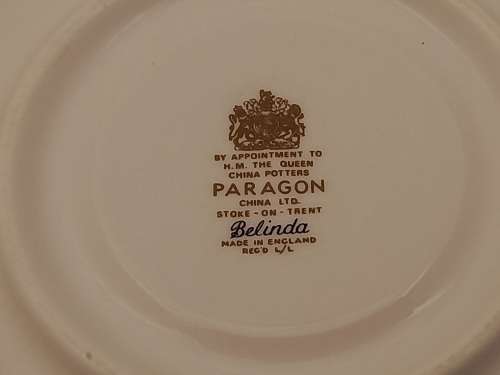 BY APPOINTMENT TO
H.M. THE QUEEN
CHINA POTTERS
PARAGON
CHINA LTD.
STOKE-ON-TRENT
Belinda
MADE IN ENGLAND
REG'D